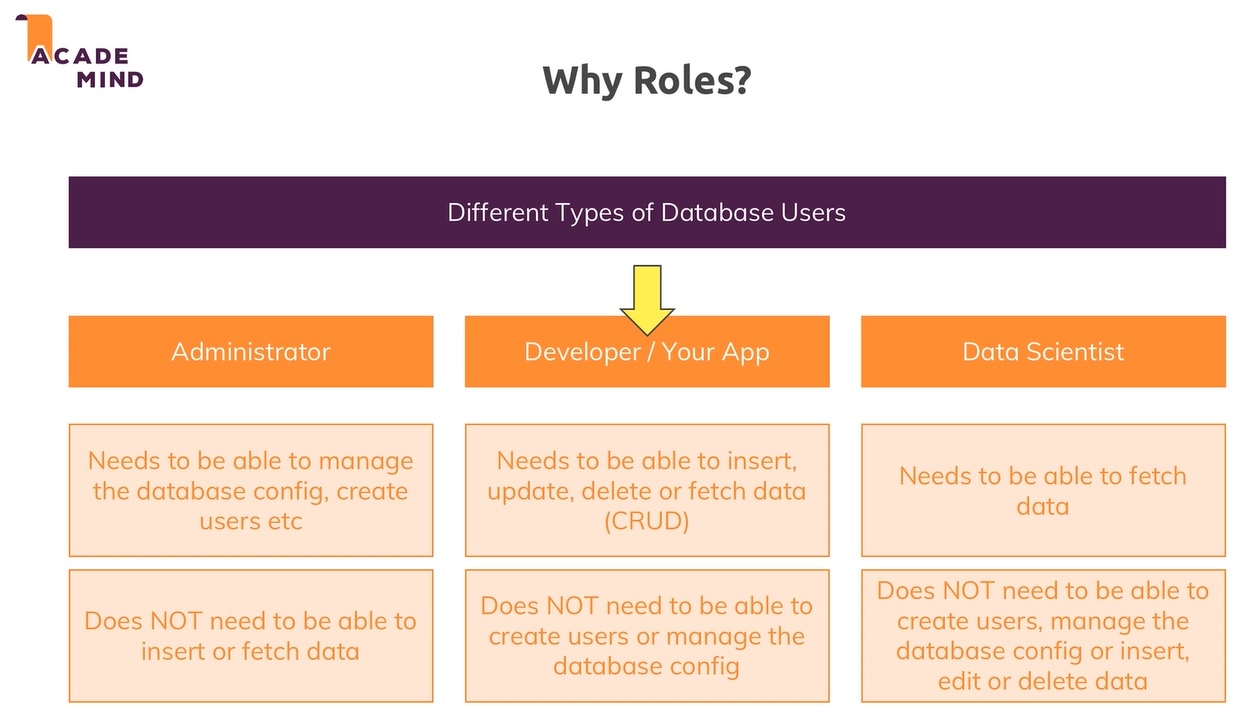 ACADE
MIND
Why Roles?
Different Types of Database Users
Administrator
Developer / Your App
Data Scientist
Needs to be able to manage
the database config, create
users etc
Needs to be able to insert,
update, delete or fetch data
(CRUD)
Needs to be able to fetch
data
Does NOT need to be able to
insert or fetch data
Does NOT need to be able to
create users or manage the
database config
Does NOT need to be able to
create users, manage the
database config or insert,
edit or delete data